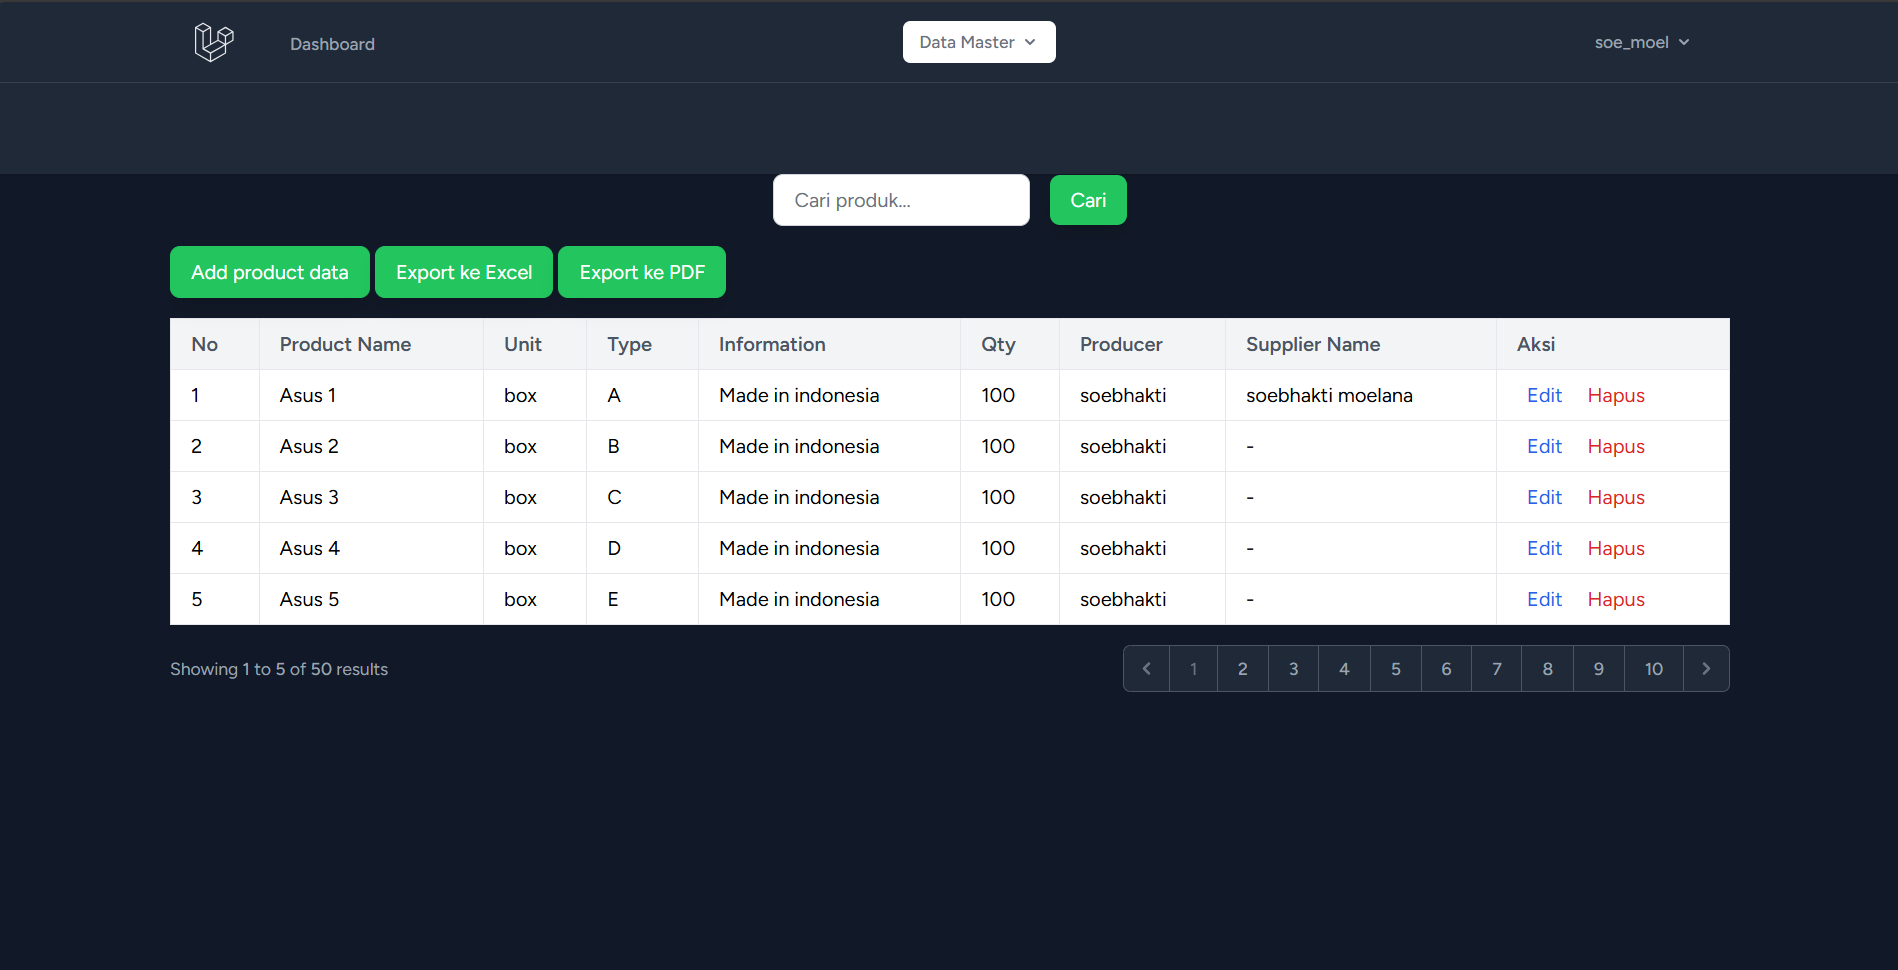 Dashboard Data Master soe_moel
Cari produk... Cari
Add product data Export ke Excel Export ke PDF
No Product Name Unit Type Information Qty Producer Supplier Name Aksi
1 Asus 1 box A Made in indonesia 100 soebhakti soebhakti moelana Edit Hapus
2 Asus 2 box B Made in indonesia 100 soebhakti - Edit Hapus
3 Asus 3 box C Made in indonesia 100 soebhakti - Edit Hapus
4 Asus 4 box D Made in indonesia 100 soebhakti - Edit Hapus
5 Asus 5 box E Made in indonesia 100 soebhakti - Edit Hapus
Showing 1 to 5 of 50 results 1 2 3 4 5 6 7 8 9 10